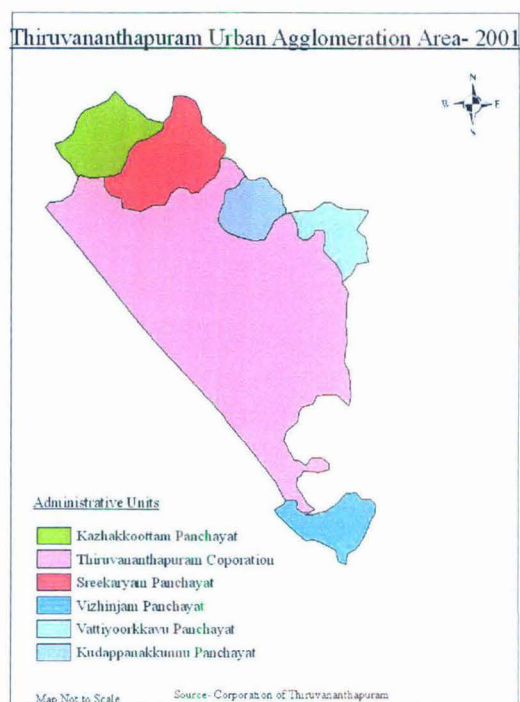 Thiruvananthapuram Urban Agglomeration Area- 2001
N
W E
S
Administrative Units
Kazhakkoottam Panchayat
Thiruvananthapuram Coporation
Sreekaryam Panchayat
Vizhinjam Panchayat
Vattiyoorkkavu Panchayat
Kudappanakkunnu Panchayat
Map Not to Scale
Source- Corporation of Thiruvananthapuram